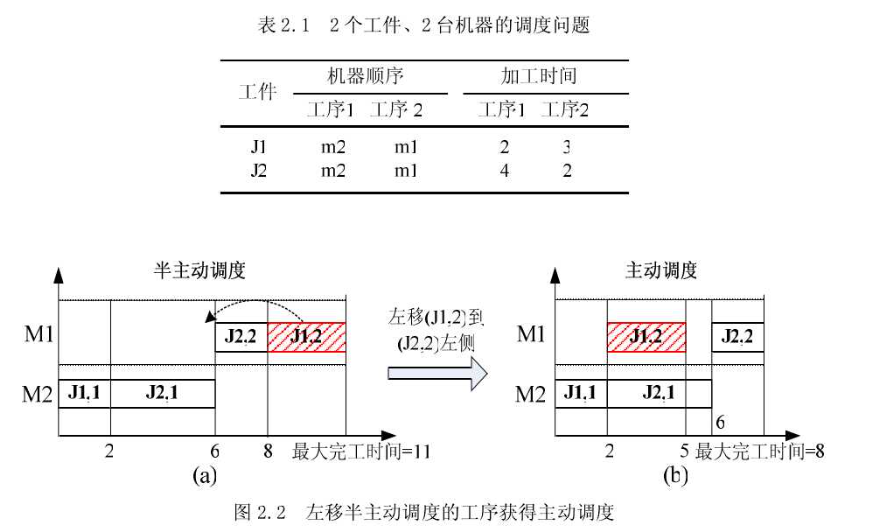 表 2.1 2 个工件、2 台机器的调度问题
工件 机器顺序 加工时间
工序1 工序 2 工序1 工序2
J1 m2 m1 2 3
J2 m2 m1 4 2
半主动调度
M1
J2,2 J1,2
M2 J1,1 J2,1
2 6 8 最大完工时间=11
(a)
左移(J1,2)到
(J2,2)左侧
主动调度
M1 J1,2 J2,2
M2 J1,1 J2,1
6
2 5 最大完工时间=8
(b)
图 2.2 左移半主动调度的工序获得主动调度